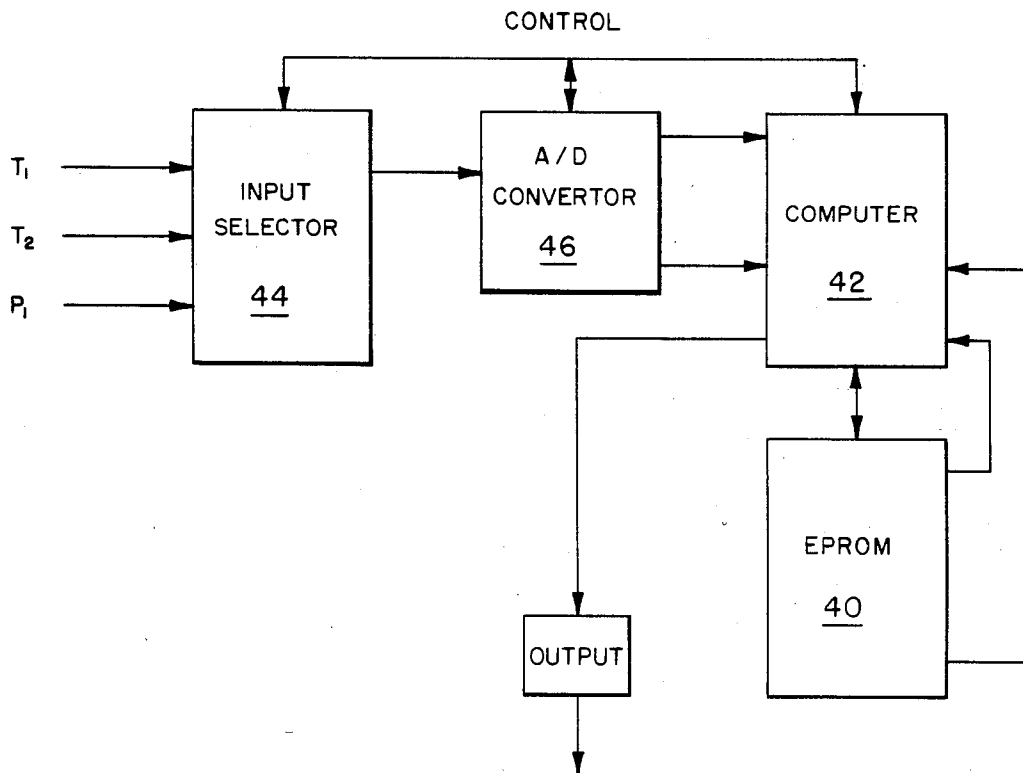 CONTROL
T₁
T₂
P₁
INPUT
SELECTOR
44
A/D
CONVERTOR
46
COMPUTER
42
EPROM
40
OUTPUT